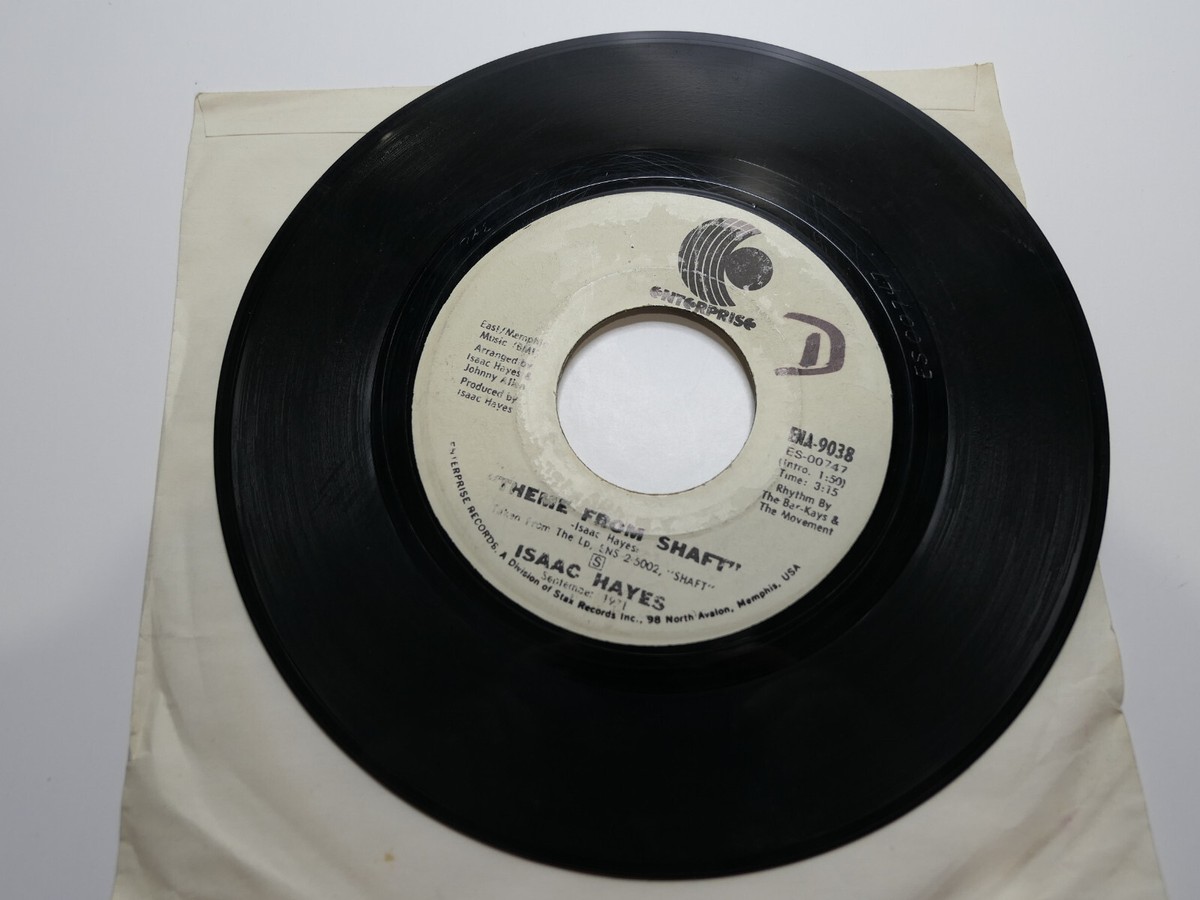 enTERPRISE
D
East/Memphi
Music (BMI
Arranged by
Isaac Hayes &
Johnny Allen
Produced by
Isaac Hayes
ENA-9038
ES-00747
(Intro. 1:50)
Time: 3:15
Rhythm By
The Bar-Kays &
The Movement
"THEME FROM SHAFT"
-Isaac Hayes-
Taken From The Lp, ENS 2-5002, "SHAFT"
S
ISAAC HAYES
September 1971
ENTERPRISE RECORDS, A Division of Stax Records Inc., 98 North Avalon, Memphis, USA